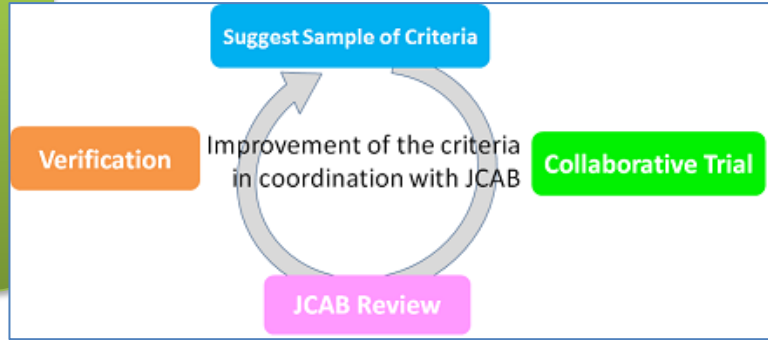 Suggest Sample of Criteria
Verification
Improvement of the criteria
in coordination with JCAB
Collaborative Trial
JCAB Review